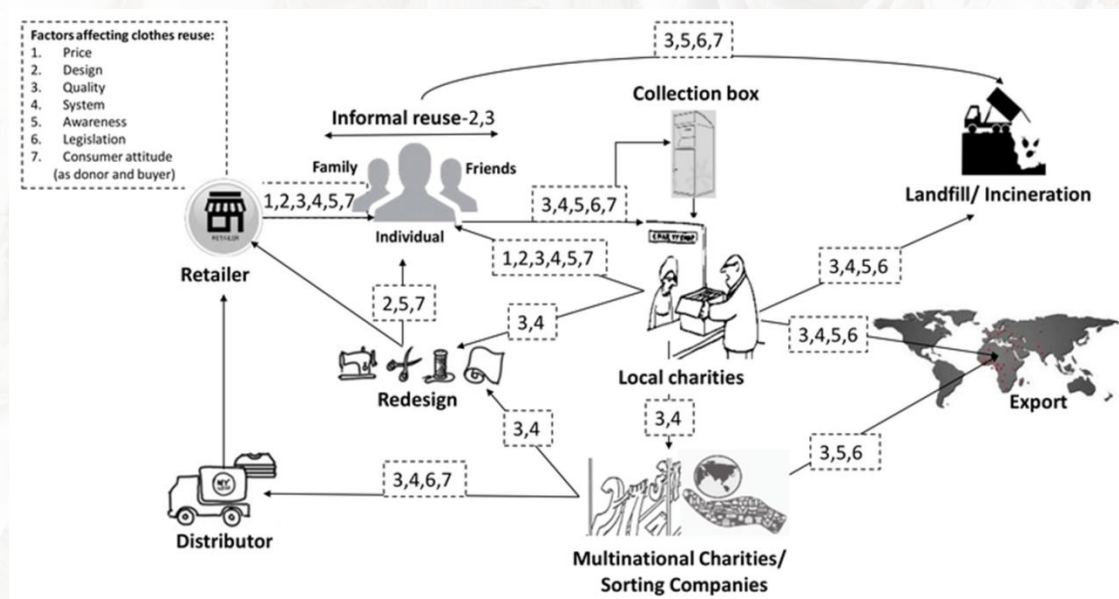 Factors affecting clothes reuse:
1. Price
2. Design
3. Quality
4. System
5. Awareness
6. Legislation
7. Consumer attitude
(as donor and buyer)
3,5,6,7
Collection box
Informal reuse-2,3
Family
Friends
Landfill/ Incineration
1,2,3,4,5,7
3,4,5,6,7
RETAILER
Individual
Retailer
1,2,3,4,5,7
3,4,5,6
2,5,7
3,4
3,4,5,6
Local charities
Export
Redesign
3,4
3,4
3,5,6
3,4,6,7
Distributor
Multinational Charities/
Sorting Companies